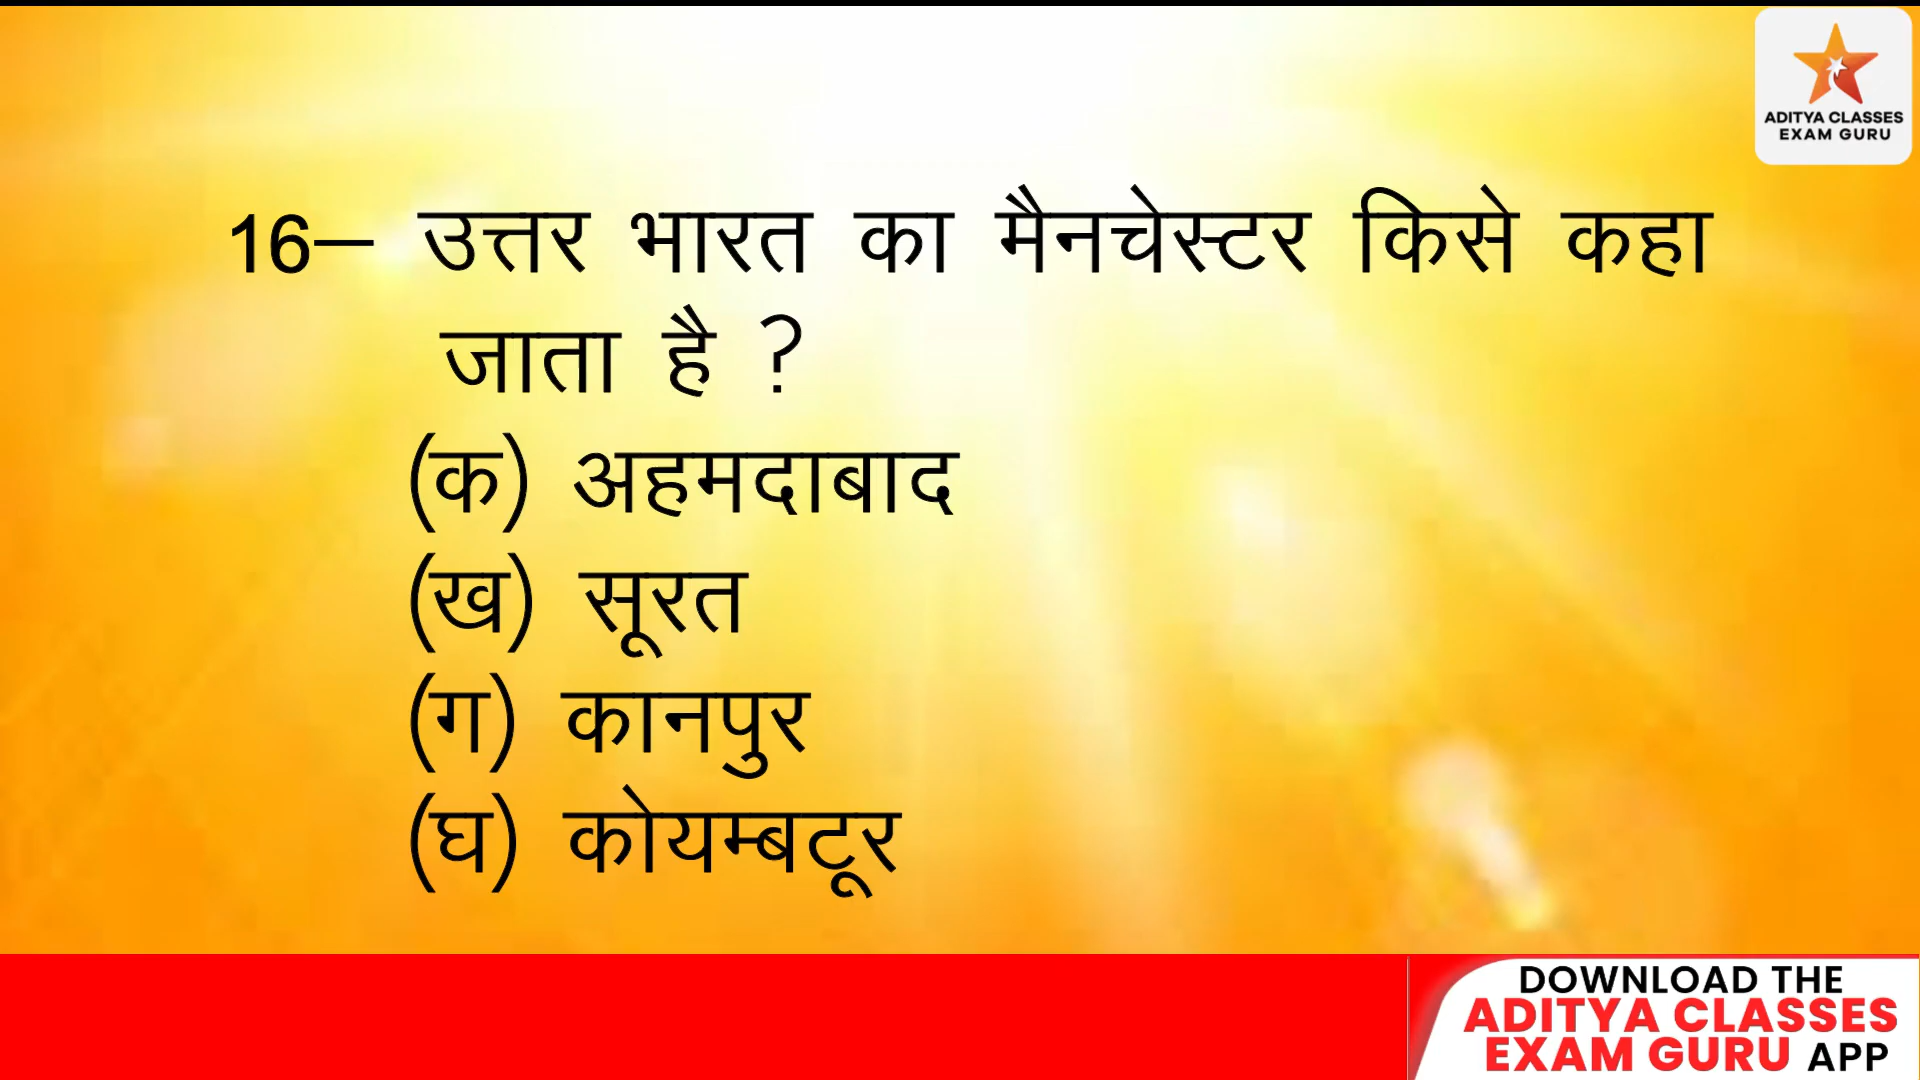 ADITYA CLASSES
EXAM GURU
16– उत्तर भारत का मैनचेस्टर किसे कहा
जाता है ?
(क) अहमदाबाद
(ख) सूरत
(ग) कानपुर
(घ) कोयम्बटूर
DOWNLOAD THE
ADITYA CLASSES
EXAM GURU APP